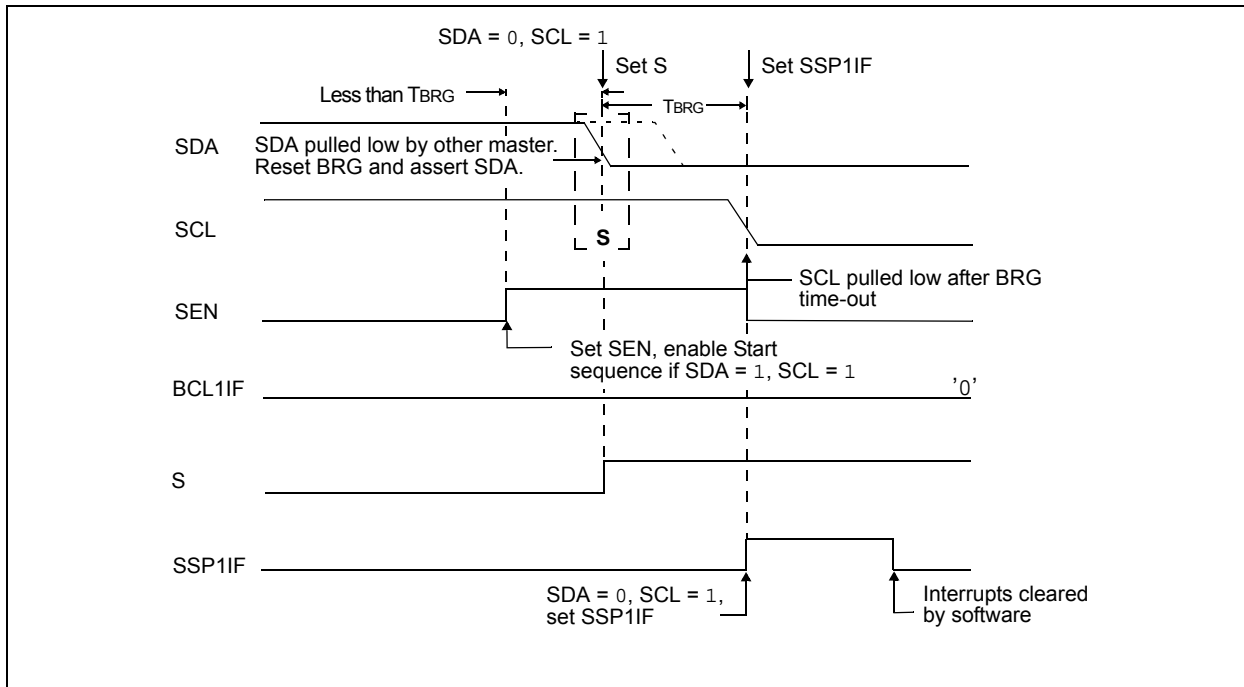 SDA = 0, SCL = 1
Set S
Set SSP1IF
Less than TBRG
TBRG
SDA
SDA pulled low by other master.
Reset BRG and assert SDA.
SCL
S
SCL pulled low after BRG
time-out
SEN
Set SEN, enable Start
sequence if SDA = 1, SCL = 1
BCL1IF
'0'
S
SSP1IF
SDA = 0, SCL = 1,
set SSP1IF
Interrupts cleared
by software